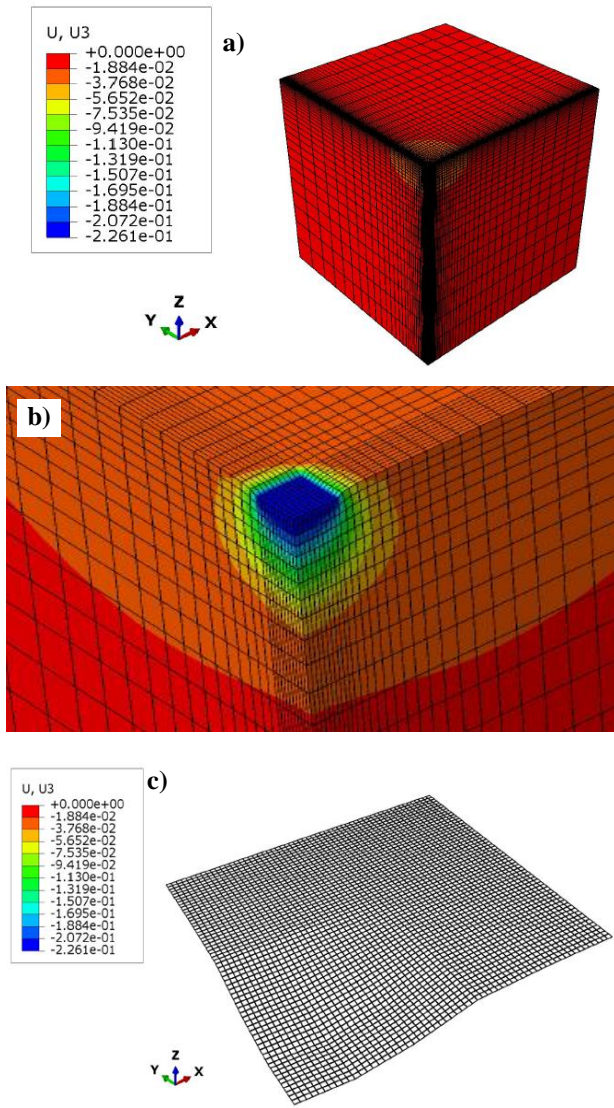 U, U3
a)
+0.000e+00
-1.884e-02
-3.768e-02
-5.652e-02
-7.535e-02
-9.419e-02
-1.130e-01
-1.319e-01
-1.507e-01
-1.695e-01
-1.884e-01
-2.072e-01
-2.261e-01
Z
Y
X
b)
c)
U, U3
+0.000e+00
-1.884e-02
-3.768e-02
-5.652e-02
-7.535e-02
-9.419e-02
-1.130e-01
-1.319e-01
-1.507e-01
-1.695e-01
-1.884e-01
-2.072e-01
-2.261e-01
Z
Y
X